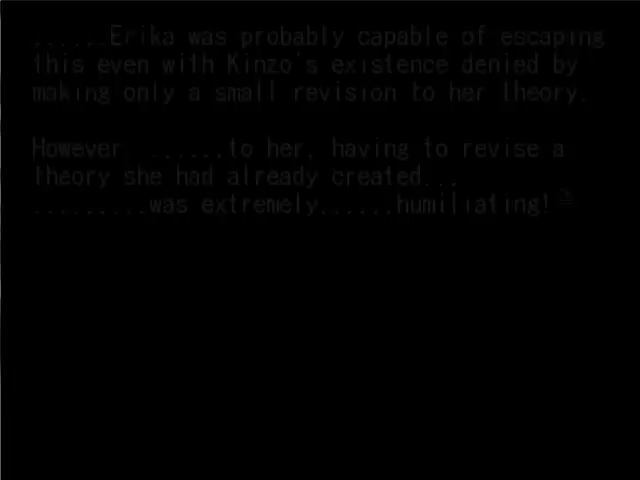 ......Erika was probably capable of escaping
this even with Kinzo's existence denied by
making only a small revision to her theory.
However, ......to her, having to revise a
theory she had already created...
.........was extremely......humiliating!